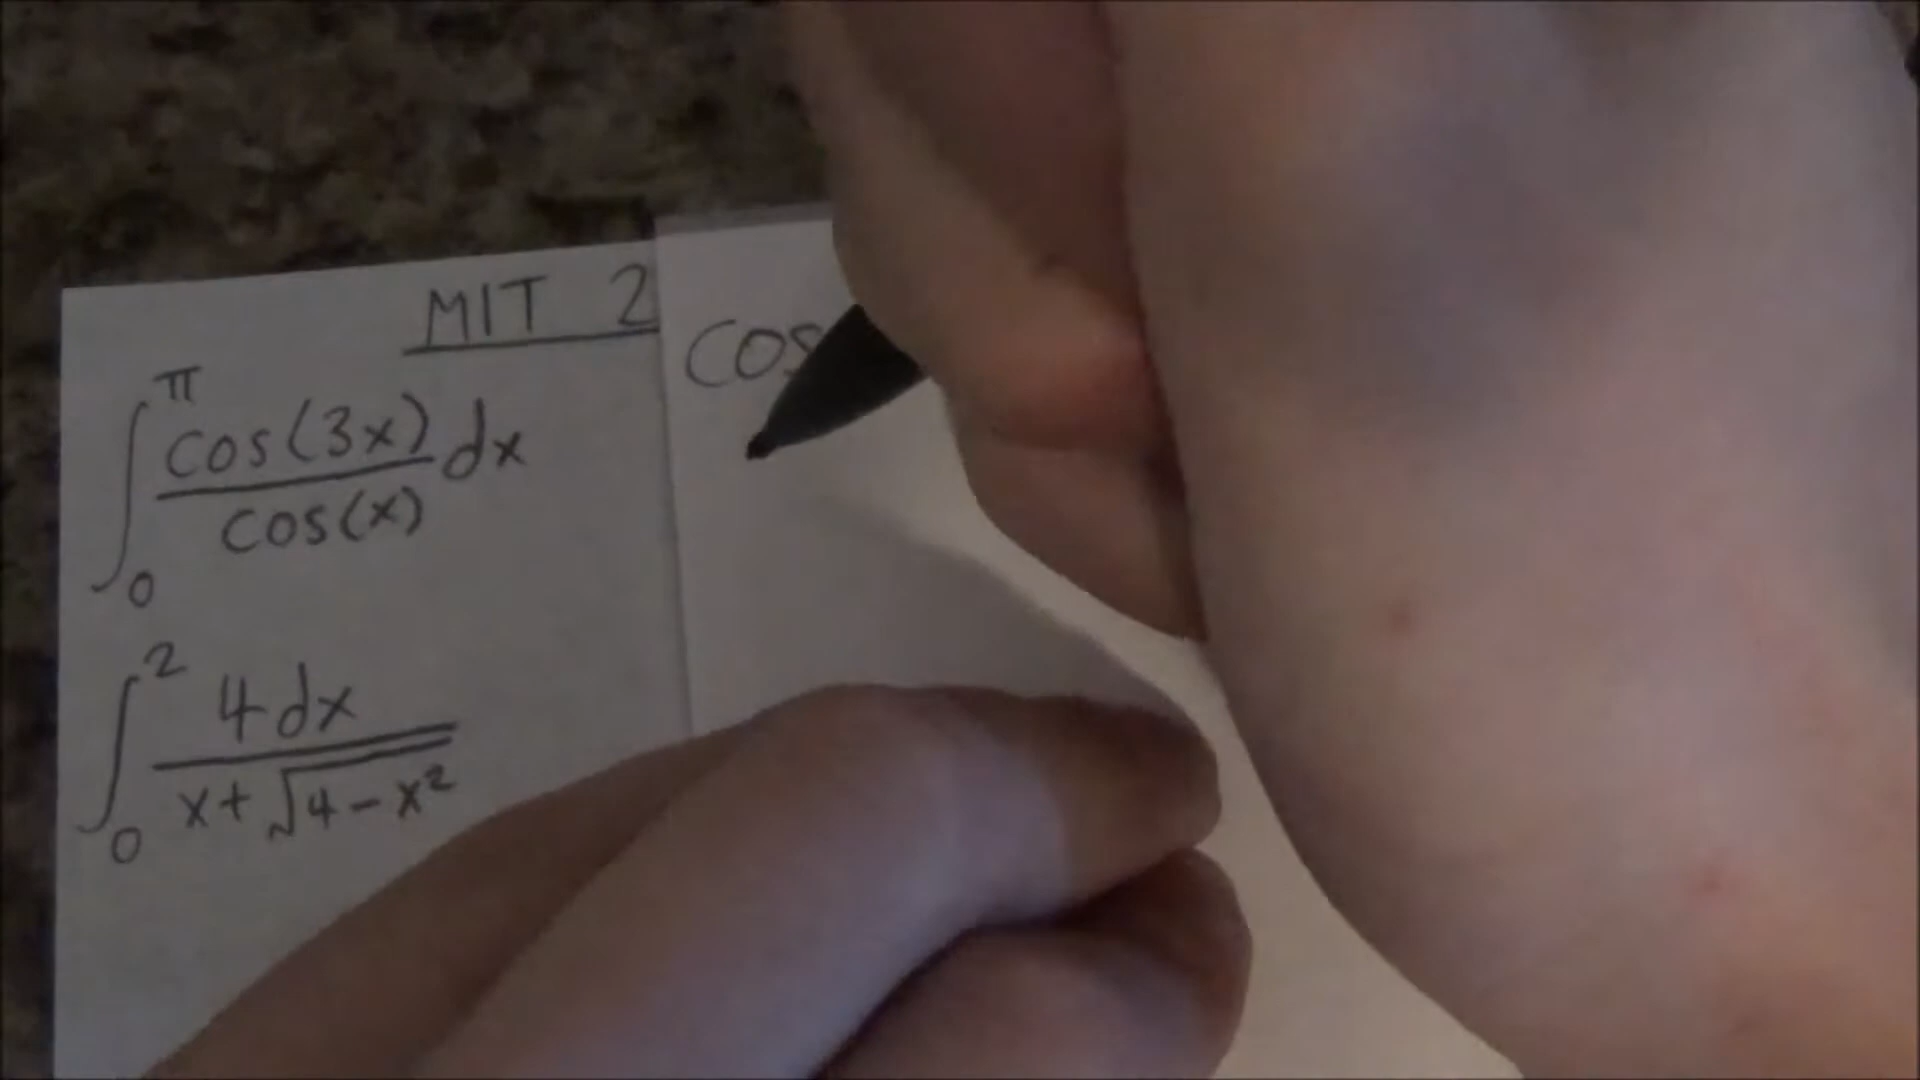 MIT 2
∫₀^π cos(3x)/cos(x) dx
∫₀² 4dx/(x+√(4-x²))
cos